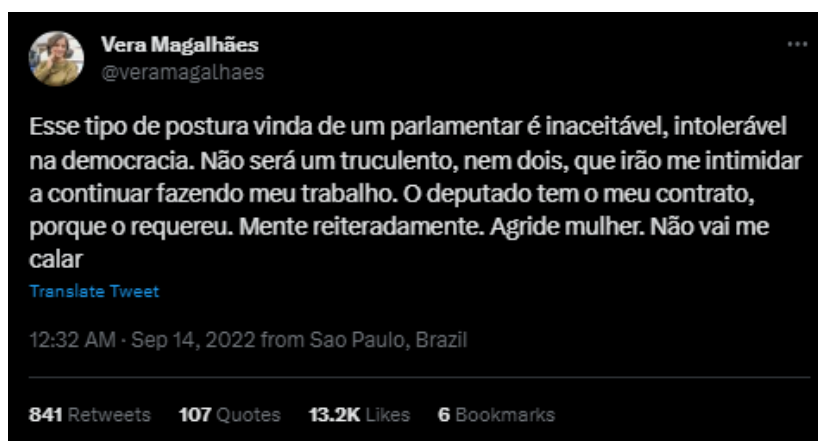 Vera Magalhães
@veramagalhaes
Esse tipo de postura vinda de um parlamentar é inaceitável, intolerável
na democracia. Não será um truculento, nem dois, que irão me intimidar
a continuar fazendo meu trabalho. O deputado tem o meu contrato,
porque o requereu. Mente reiteradamente. Agride mulher. Não vai me
calar
Translate Tweet
12:32 AM · Sep 14, 2022 from Sao Paulo, Brazil
841 Retweets 107 Quotes 13.2K Likes 6 Bookmarks